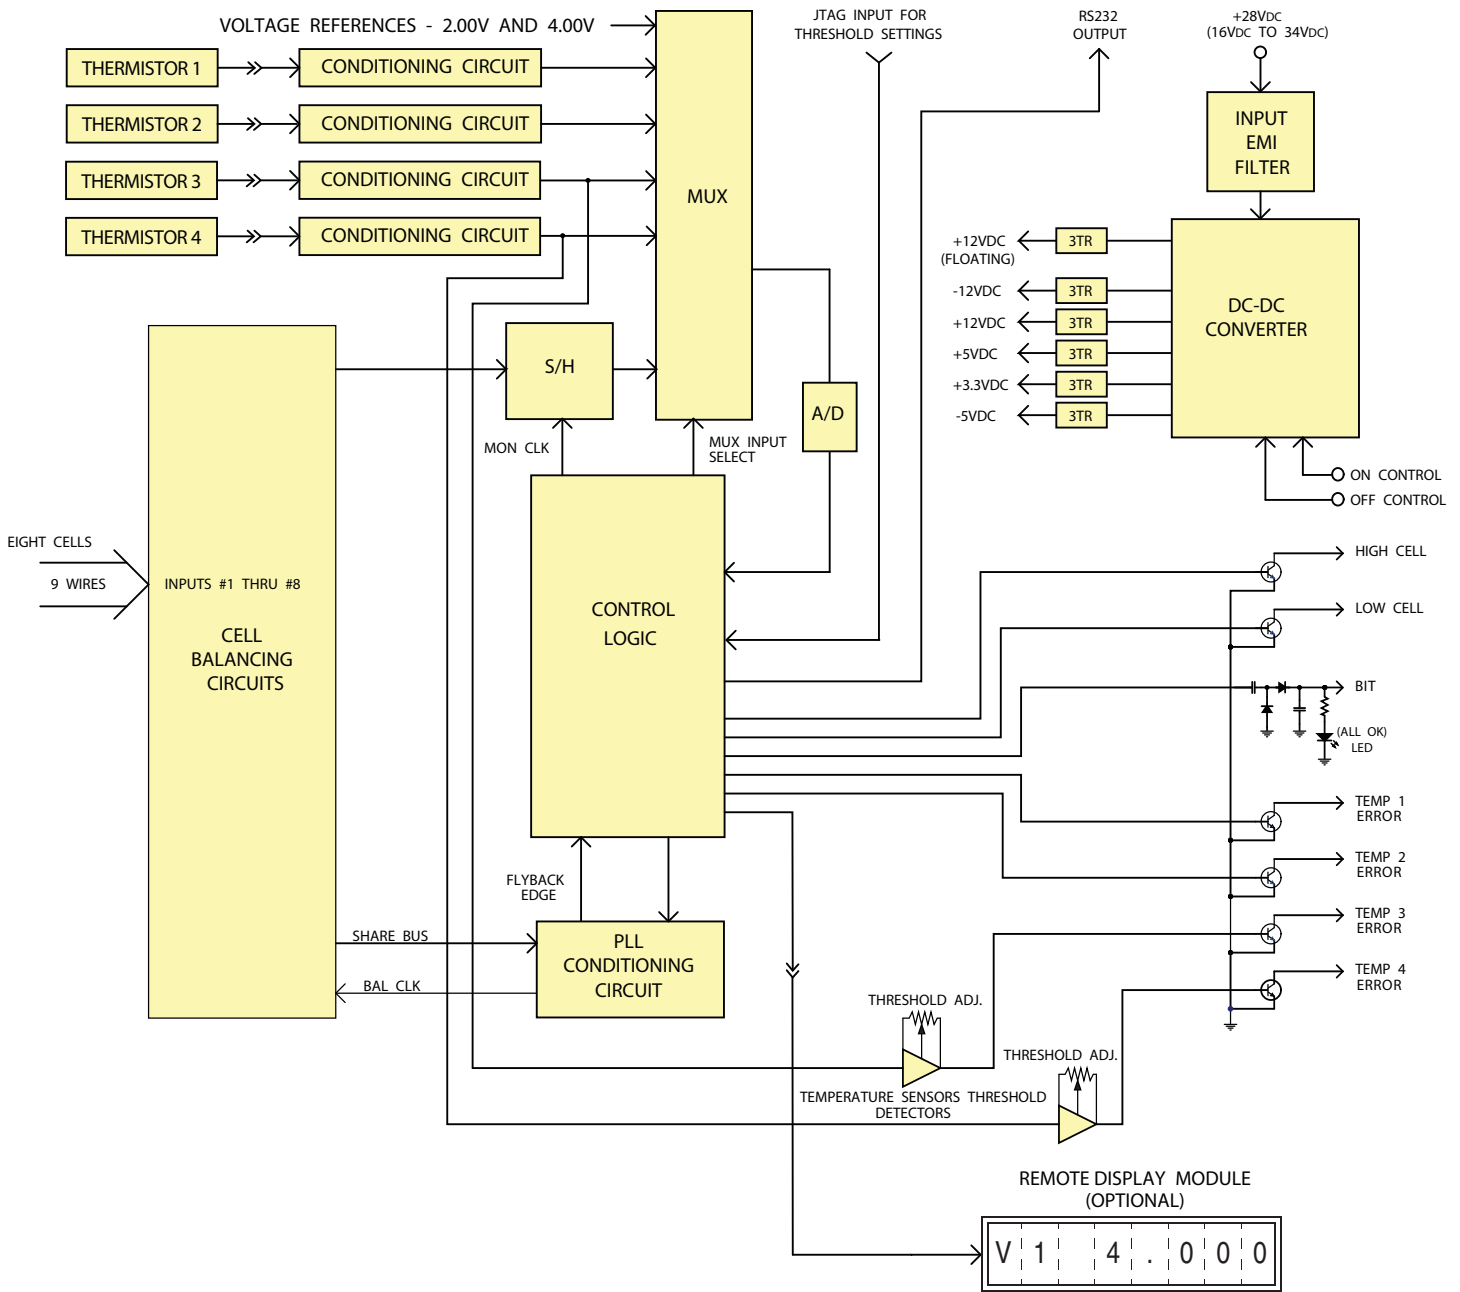 VOLTAGE REFERENCES - 2.00V AND 4.00V
THERMISTOR 1
CONDITIONING CIRCUIT
THERMISTOR 2
CONDITIONING CIRCUIT
THERMISTOR 3
CONDITIONING CIRCUIT
THERMISTOR 4
CONDITIONING CIRCUIT
MUX
JTAG INPUT FOR
THRESHOLD SETTINGS
RS232
OUTPUT
+28VDC
(16VDC TO 34VDC)
INPUT
EMI
FILTER
+12VDC
(FLOATING)
3TR
-12VDC
3TR
+12VDC
3TR
+5VDC
3TR
+3.3VDC
3TR
-5VDC
3TR
DC-DC
CONVERTER
ON CONTROL
OFF CONTROL
S/H
A/D
MON CLK
MUX INPUT
SELECT
EIGHT CELLS
9 WIRES
INPUTS #1 THRU #8
CELL
BALANCING
CIRCUITS
CONTROL
LOGIC
HIGH CELL
LOW CELL
BIT
(ALL OK)
LED
TEMP 1
ERROR
TEMP 2
ERROR
TEMP 3
ERROR
TEMP 4
ERROR
FLYBACK
EDGE
SHARE BUS
BAL CLK
PLL
CONDITIONING
CIRCUIT
THRESHOLD ADJ.
THRESHOLD ADJ.
TEMPERATURE SENSORS THRESHOLD
DETECTORS
REMOTE DISPLAY MODULE
(OPTIONAL)
V 1 4 . 0 0 0